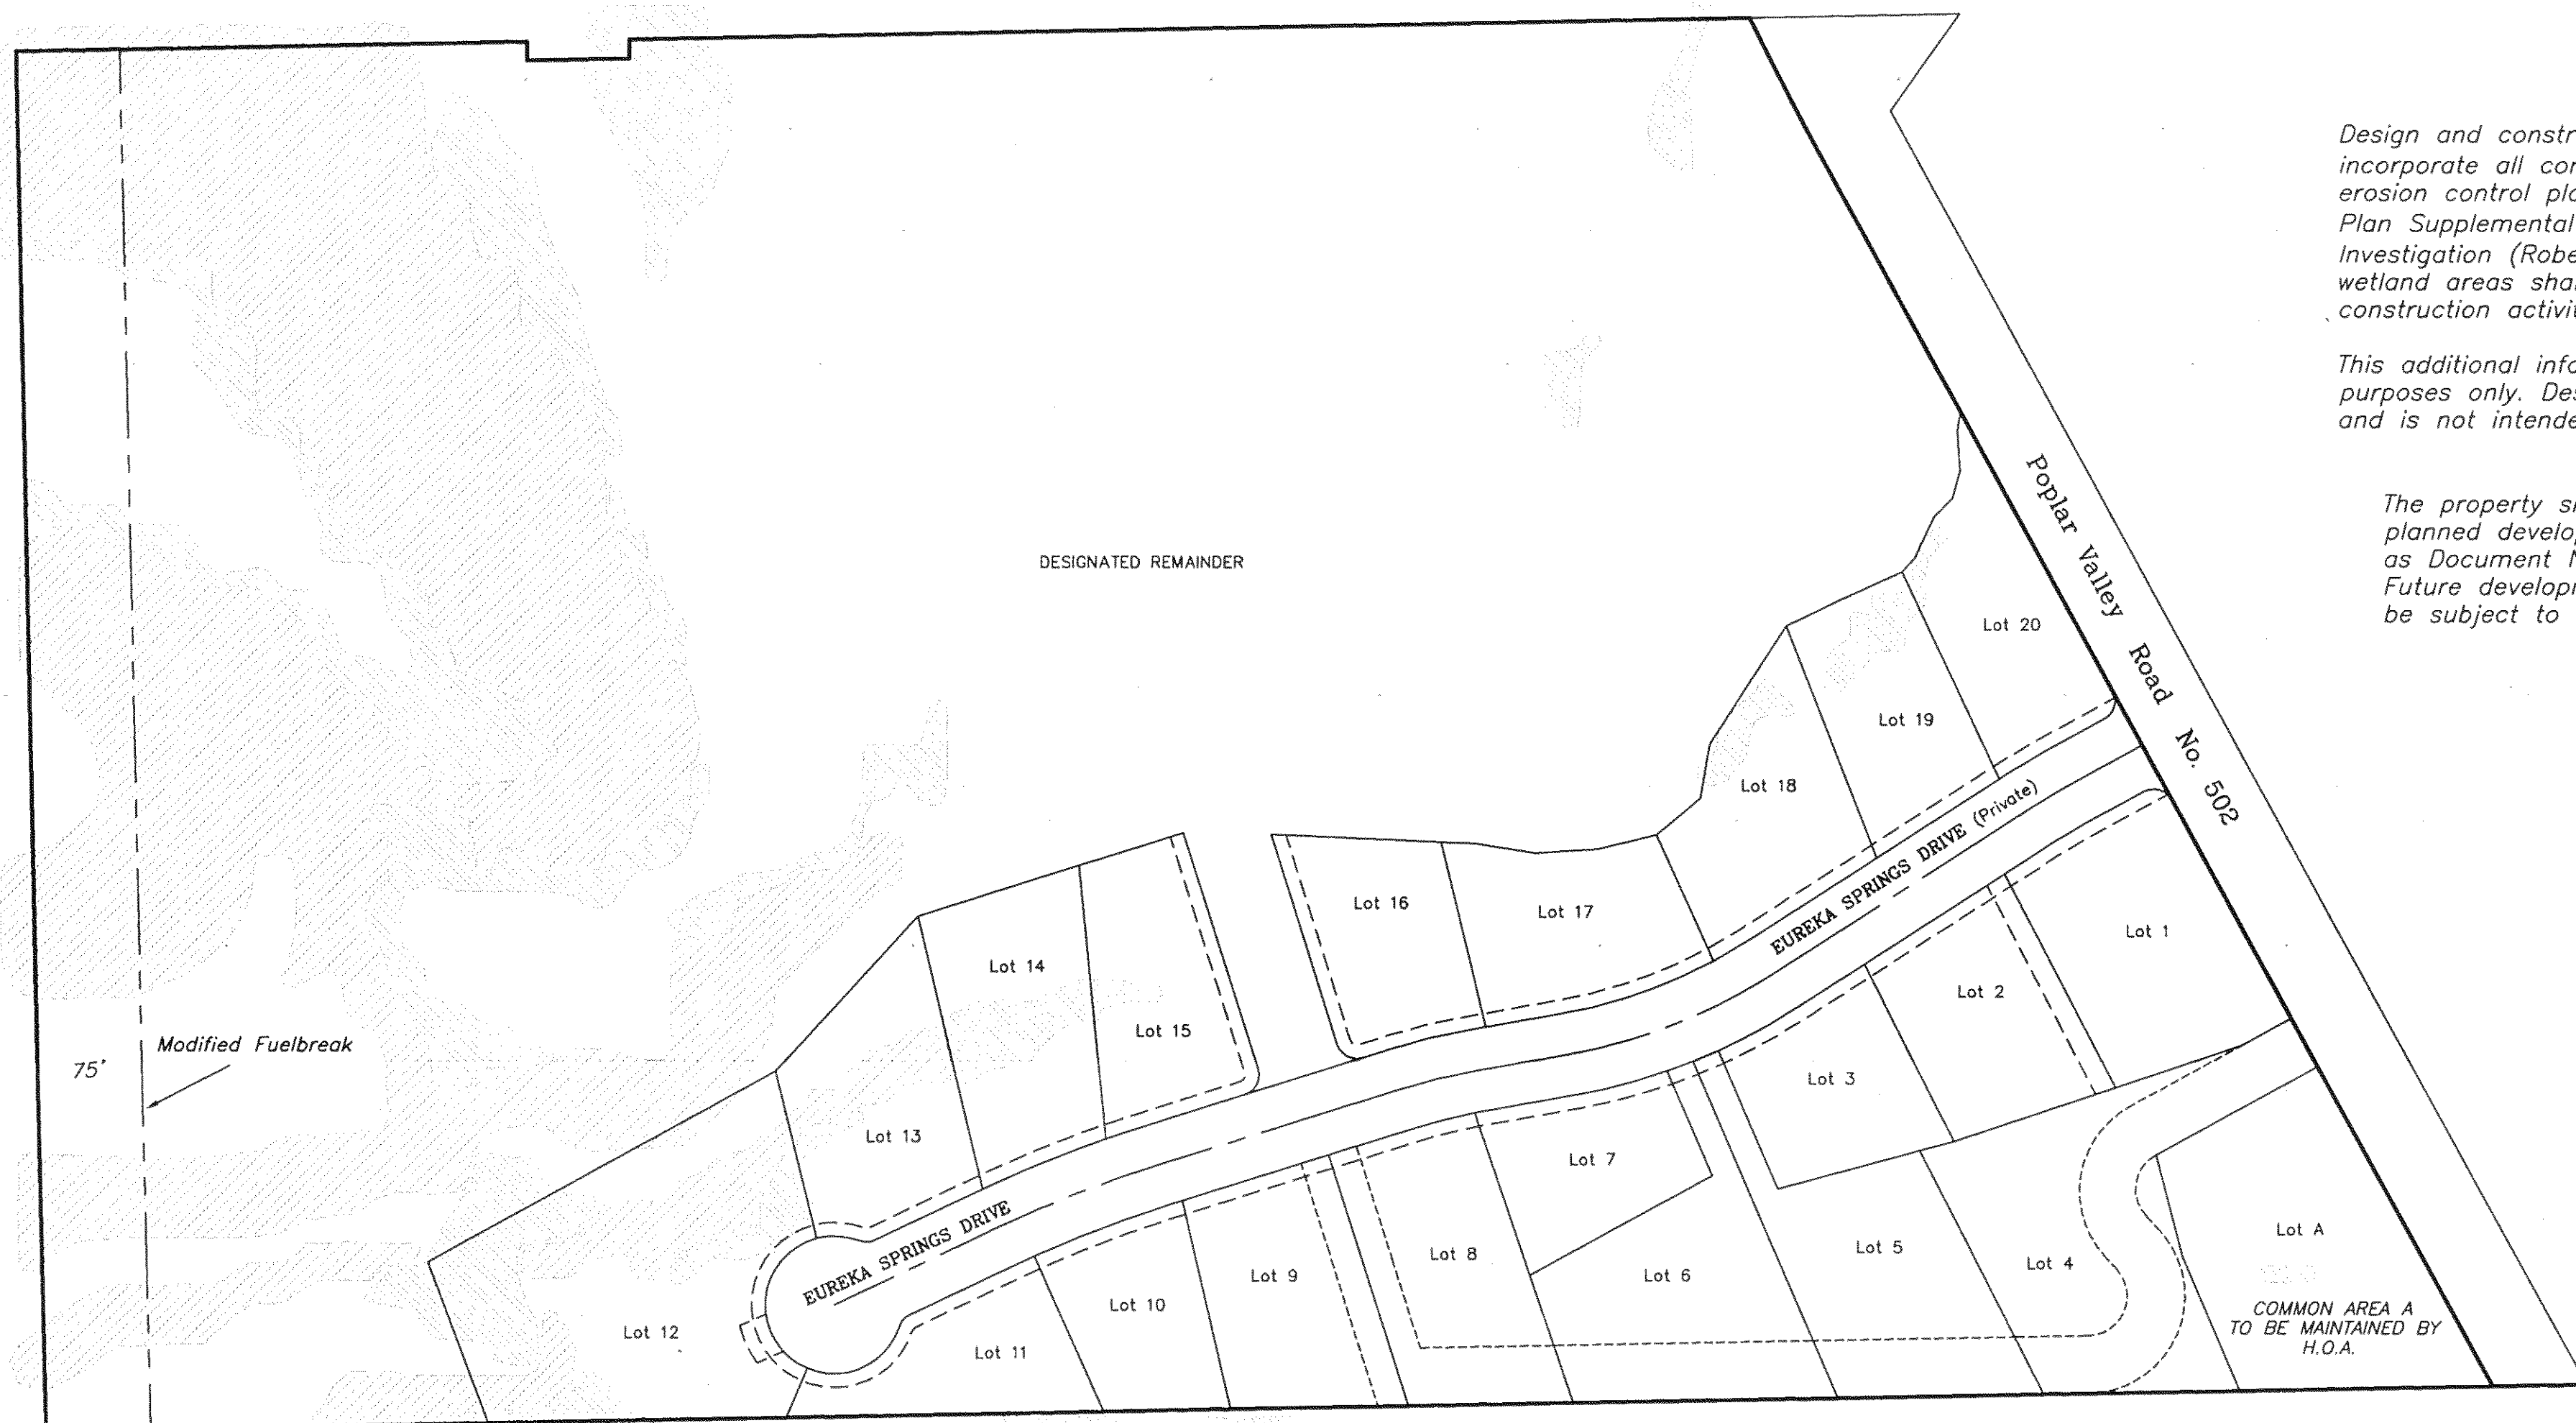 Design and constr
incorporate all con
erosion control pla
Plan Supplemental
Investigation (Robe
wetland areas shal
construction activit
This additional info
purposes only. Des
and is not intende
The property sh
planned develop
as Document N
Future developm
be subject to
DESIGNATED REMAINDER
Poplar Valley Road No. 502
Lot 20
Lot 19
Lot 18
Lot 17
Lot 16
Lot 15
Lot 14
Lot 13
Lot 12
EUREKA SPRINGS DRIVE (Private)
EUREKA SPRINGS DRIVE
Modified Fuelbreak
75'
Lot 1
Lot 2
Lot 3
Lot 4
Lot 5
Lot 6
Lot 7
Lot 8
Lot 9
Lot 10
Lot 11
Lot A
COMMON AREA A
TO BE MAINTAINED BY
H.O.A.